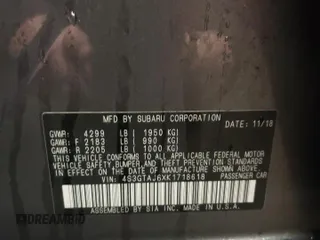 MFD BY SUBARU CORPORATION
DATE: 11/18
GVWR: 4299 LB [ 1950 KG]
GAWR: F 2183 LB [ 990 KG]
GAWR: R 2205 LB [ 1000 KG]
THIS VEHICLE CONFORMS TO ALL APPLICABLE FEDERAL MOTOR
VEHICLE SAFETY, BUMPER, AND THEFT PREVENTION STANDARDS
IN EFFECT ON THE DATE OF MANUFACTURE SHOWN ABOVE.
VIN: 4S3GTAJ6XK1718618 PASSENGER CAR
ASSEMBLED BY SIA INC. MADE IN U.S.A.
DREAMBID